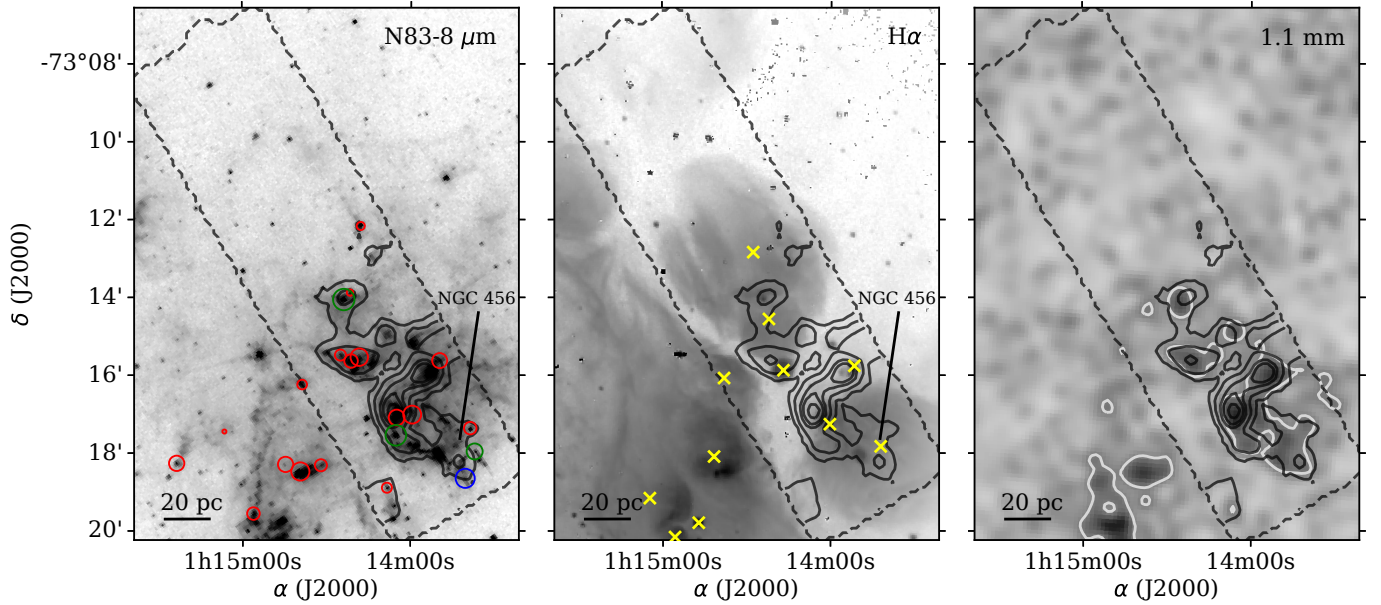 N83-8 μm
Hα
1.1 mm
-73°08'
10'
12'
14'
16'
18'
20'
δ (J2000)
NGC 456
NGC 456
20 pc
20 pc
20 pc
1h15m00s 14m00s
1h15m00s 14m00s
1h15m00s 14m00s
α (J2000)
α (J2000)
α (J2000)